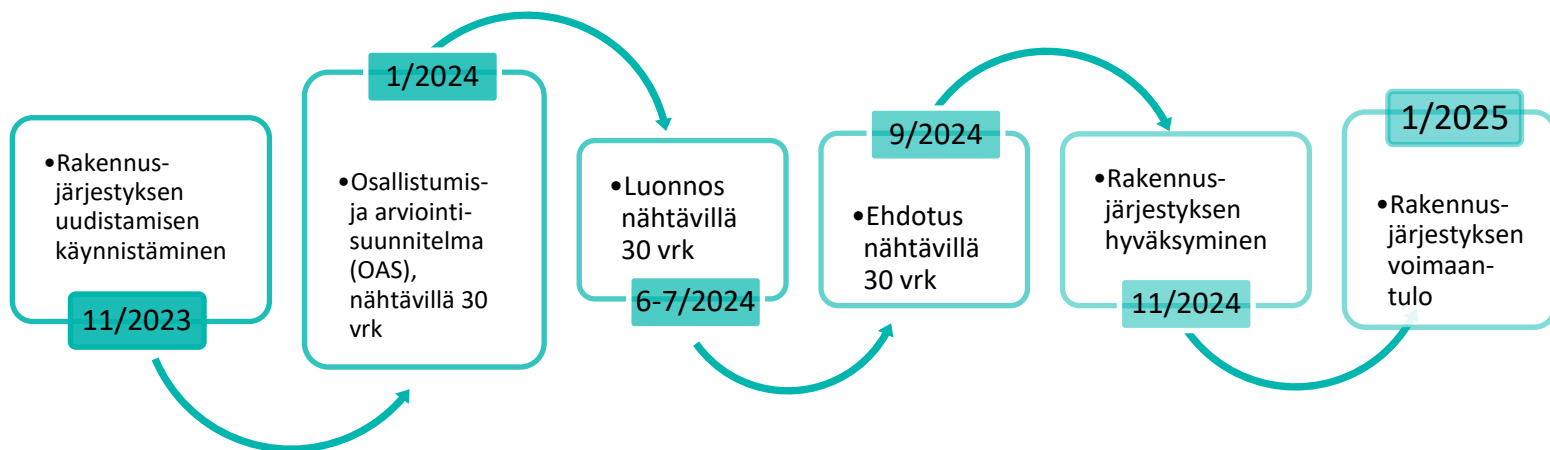 •Rakennus-
järjestyksen
uudistamisen
käynnistäminen
11/2023
1/2024
•Osallistumis-
ja arviointi-
suunnitelma
(OAS),
nähtävillä 30
vrk
•Luonnos
nähtävillä
30 vrk
6-7/2024
9/2024
•Ehdotus
nähtävillä
30 vrk
•Rakennus-
järjestyksen
hyväksyminen
11/2024
1/2025
•Rakennus-
järjestyksen
voimaan-
tulo